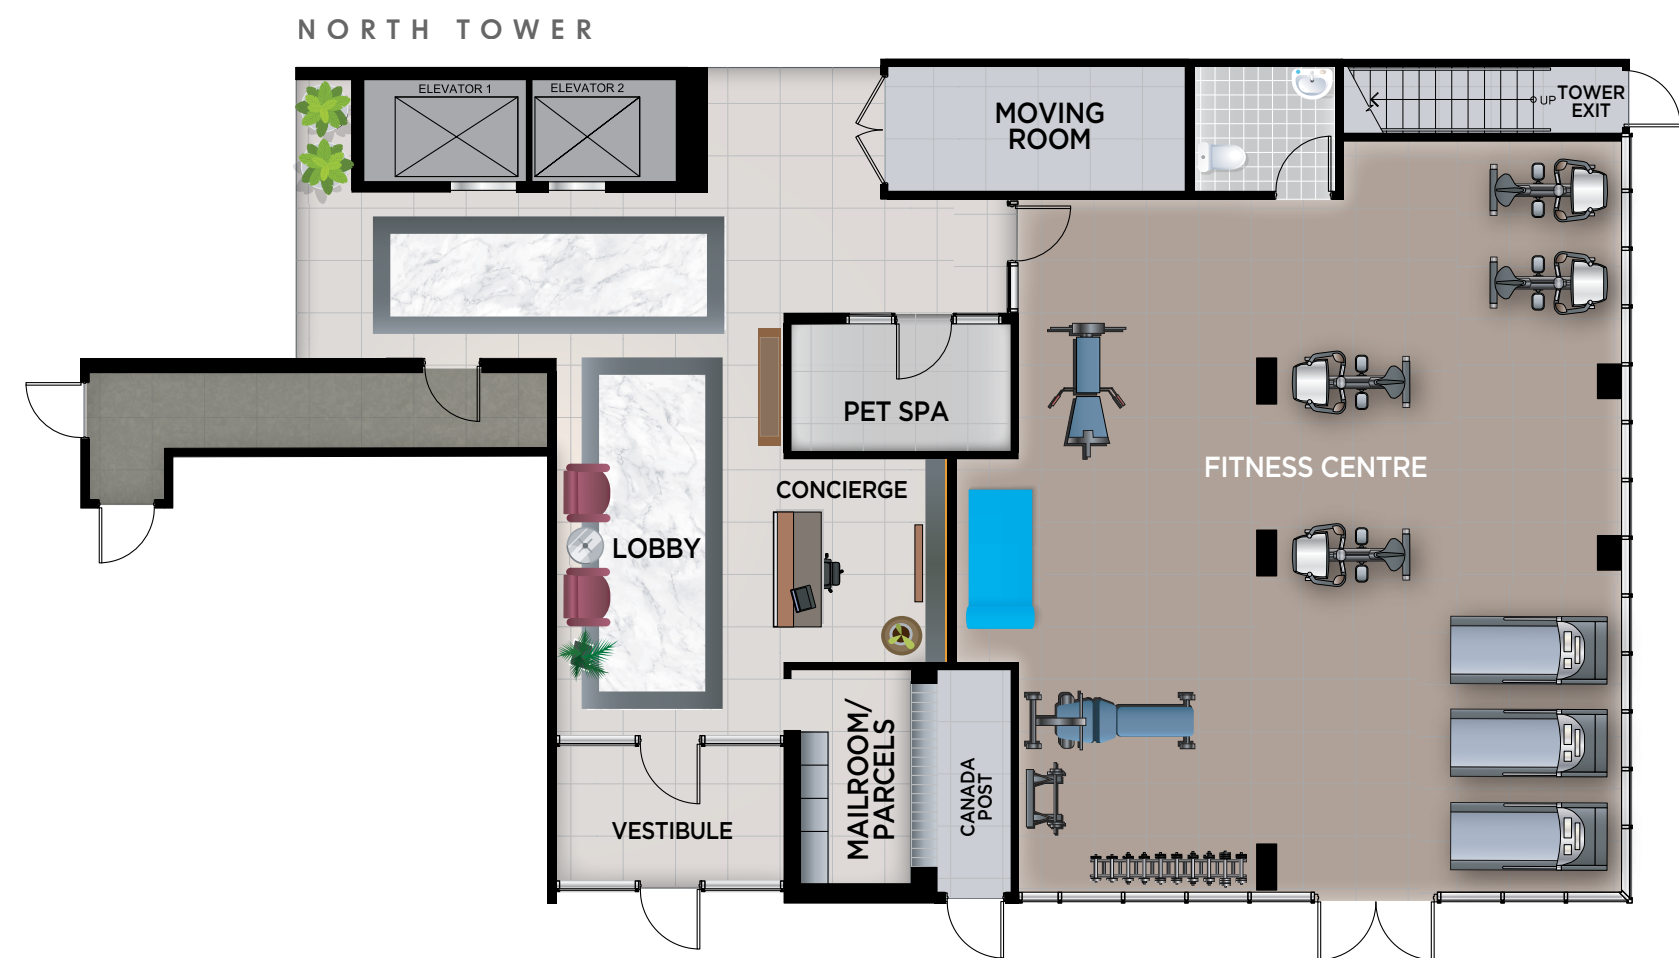 NORTH TOWER
ELEVATOR 1
ELEVATOR 2
MOVING
ROOM
UP
TOWER
EXIT
PET SPA
FITNESS CENTRE
CONCIERGE
LOBBY
MAILROOM/
PARCELS
CANADA
POST
VESTIBULE